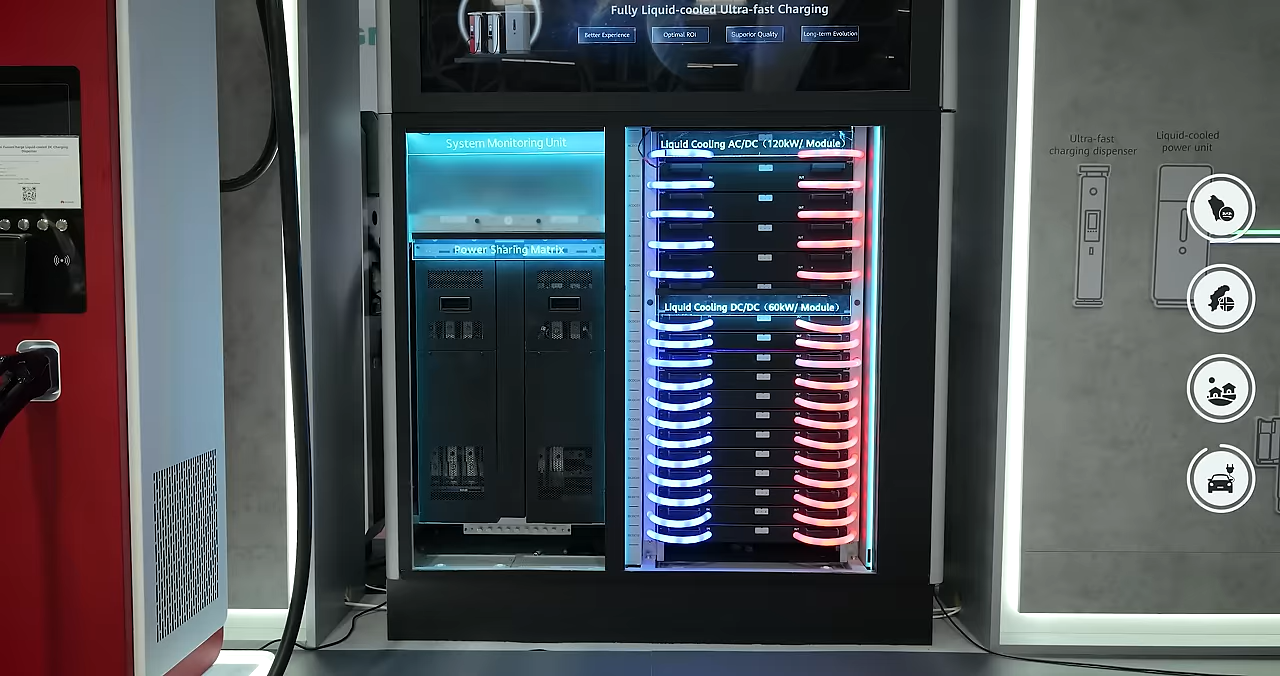 Fully Liquid-cooled Ultra-fast Charging
Better Experience
Optimal ROI
Superior Quality
Long-term Evolution
System Monitoring Unit
Power Sharing Matrix
Liquid Cooling AC/DC（120kW/ Module）
Liquid Cooling DC/DC（60kW/ Module）
Ultra-fast
charging dispenser
Liquid-cooled
power unit